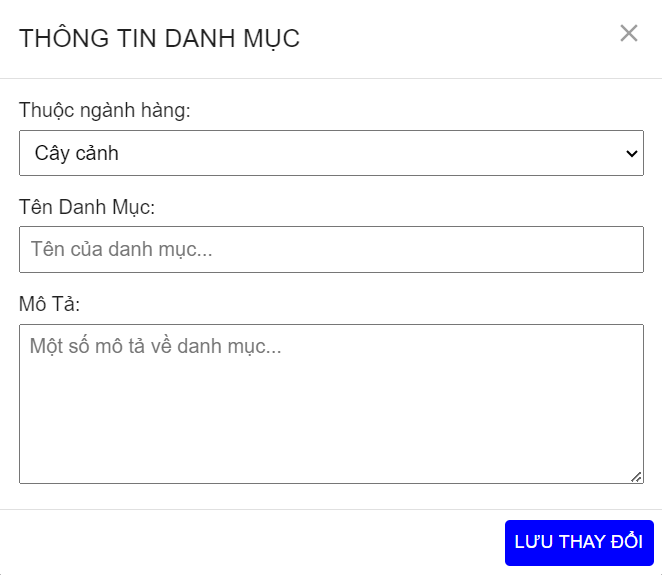 THÔNG TIN DANH MỤC
Thuộc ngành hàng:
Cây cảnh
Tên Danh Mục:
Tên của danh mục...
Mô Tả:
Một số mô tả về danh mục...
LƯU THAY ĐỔI